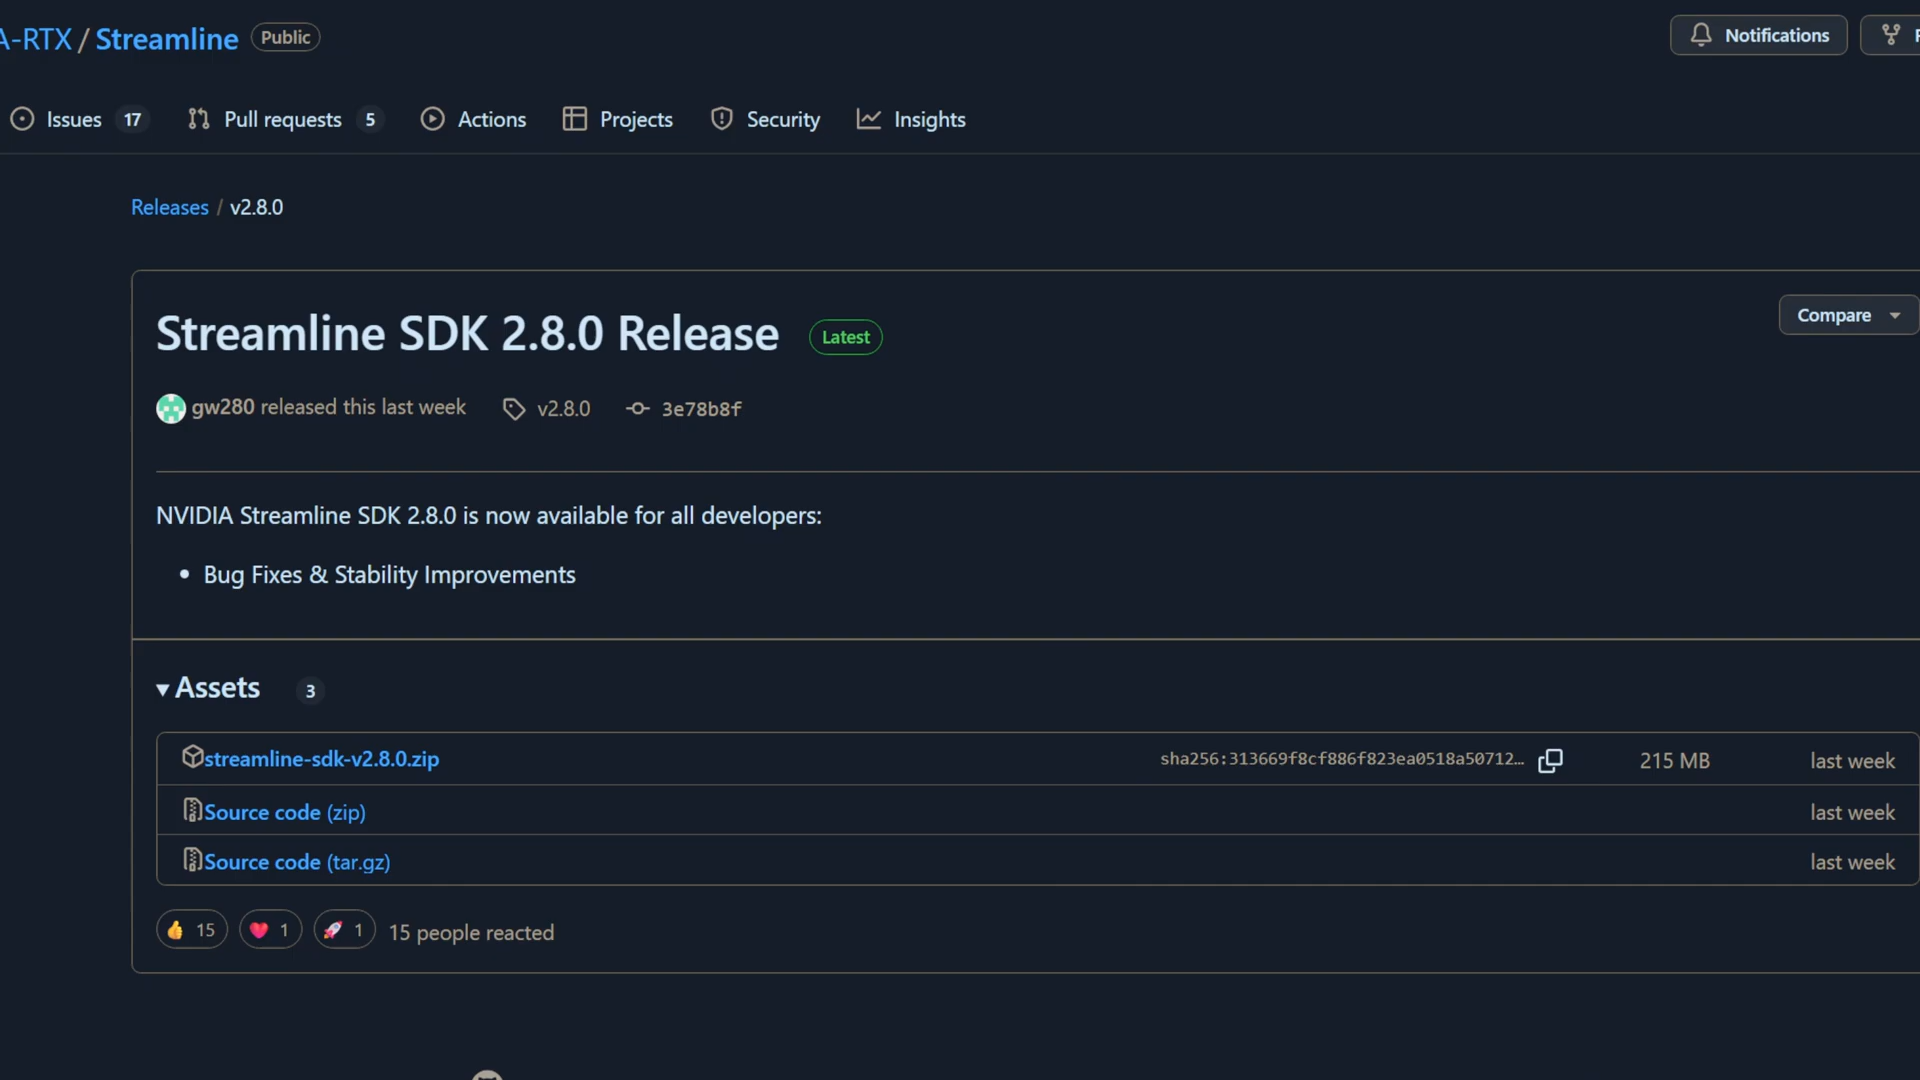 A-RTX / Streamline Public
Notifications
Issues 17 Pull requests 5 Actions Projects Security Insights
Releases / v2.8.0
Streamline SDK 2.8.0 Release Latest
Compare
gw280 released this last week v2.8.0 3e78b8f
NVIDIA Streamline SDK 2.8.0 is now available for all developers:
• Bug Fixes & Stability Improvements
Assets 3
streamline-sdk-v2.8.0.zip sha256:313669f8cf886f823ea0518a50712… 215 MB last week
Source code (zip) last week
Source code (tar.gz) last week
👍 15 ❤️ 1 🚀 1 15 people reacted